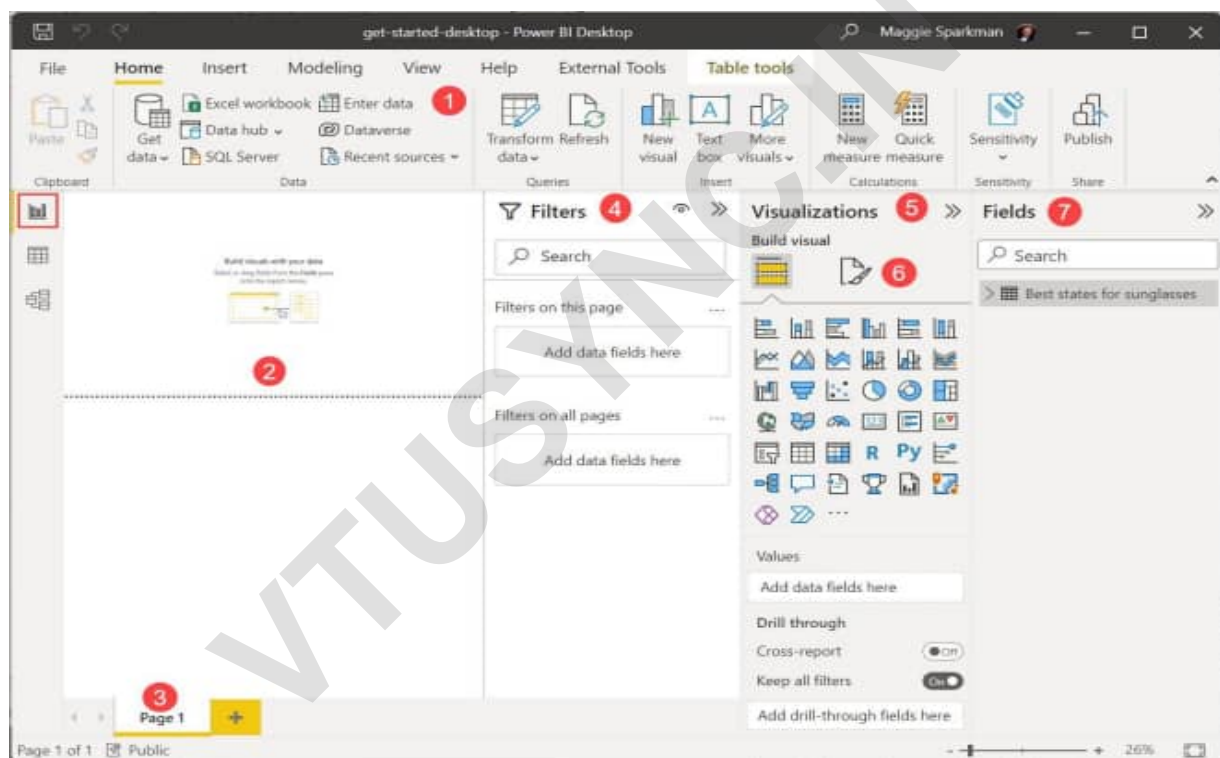 get-started-desktop - Power BI Desktop
Maggie Sparkman
File Home Insert Modeling View Help External Tools Table tools
Excel workbook Enter data 1
Data hub Dataverse
SQL Server Recent sources
Paste
Get data
Transform data Refresh
New visual Text box More visuals
New measure Quick measure
Sensitivity
Publish
Clipboard Data Queries Insert Calculations Sensitivity Share
Build visuals with your data
2
3
Page 1
+
Filters 4
Search
Filters on this page
Add data fields here
Filters on all pages
Add data fields here
Visualizations 5
Build visual
6
R Py
Values
Add data fields here
Drill through
Cross-report Off
Keep all filters On
Add drill-through fields here
Fields 7
Search
Best states for sunglasses
Page 1 of 1 Public
- + 26%
VTUSYNC.IN